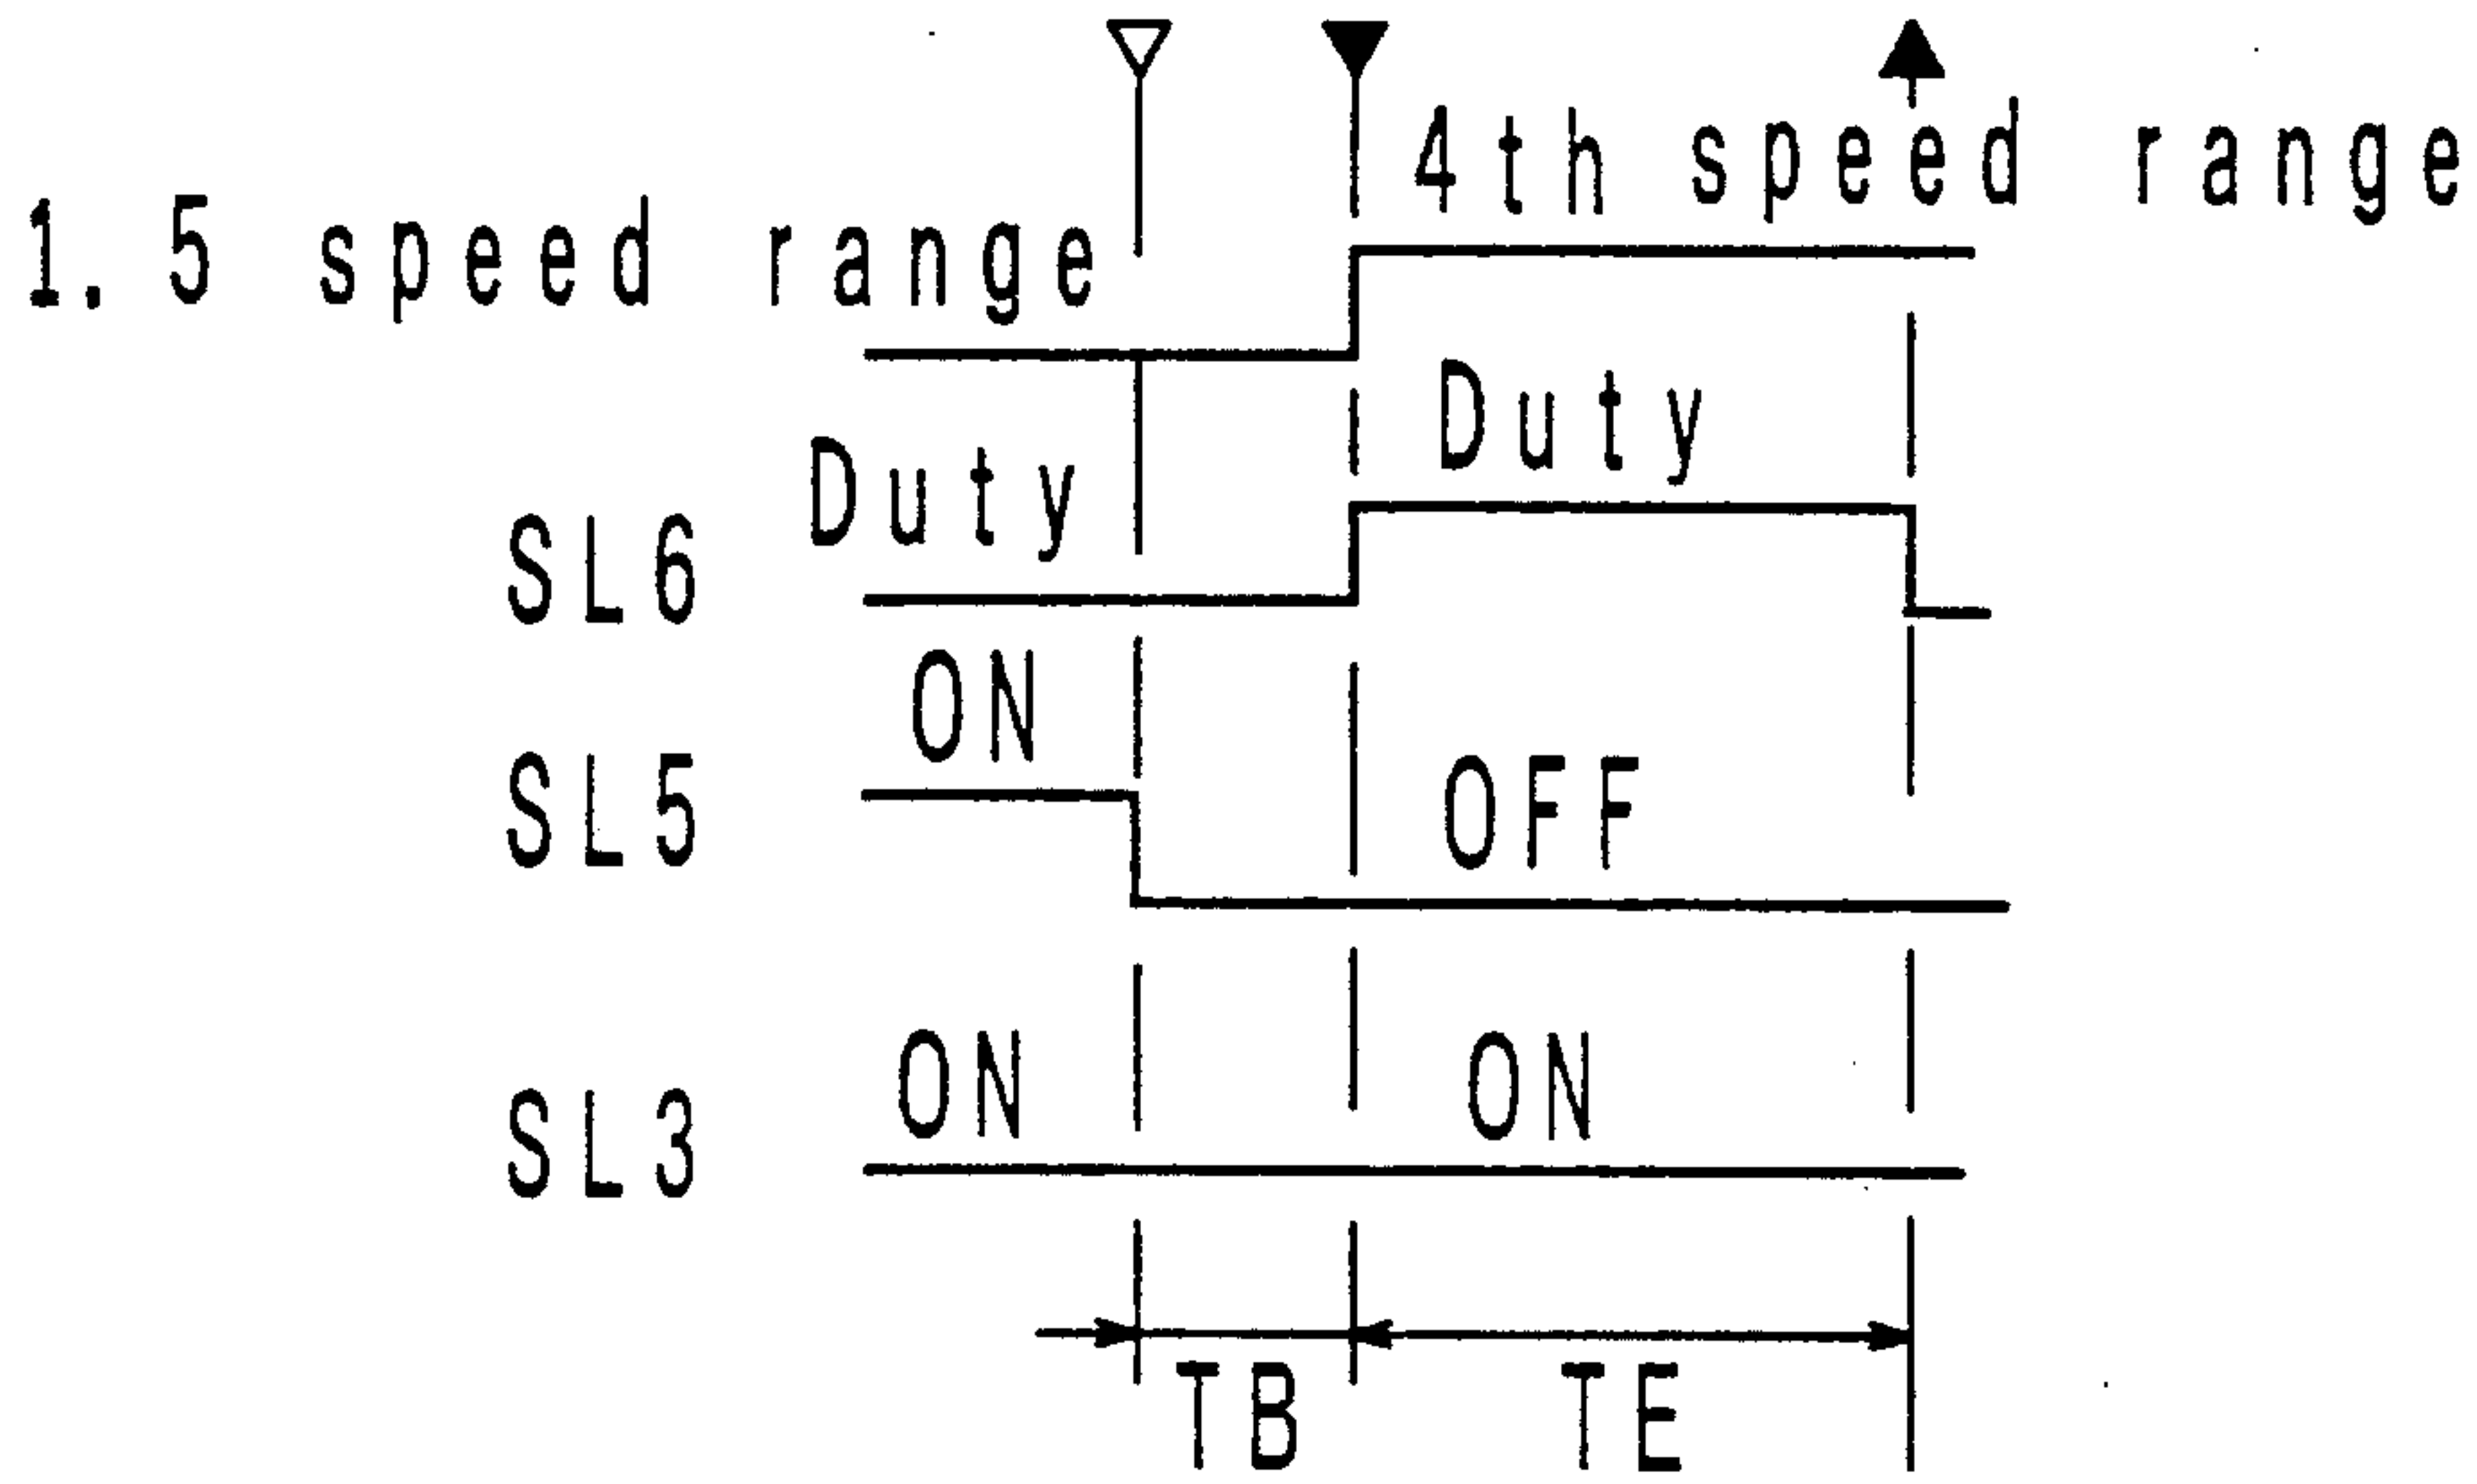 4th speed range
1.5 speed range
Duty
SL6 Duty
ON
SL5 OFF
SL3 ON ON
TB TE